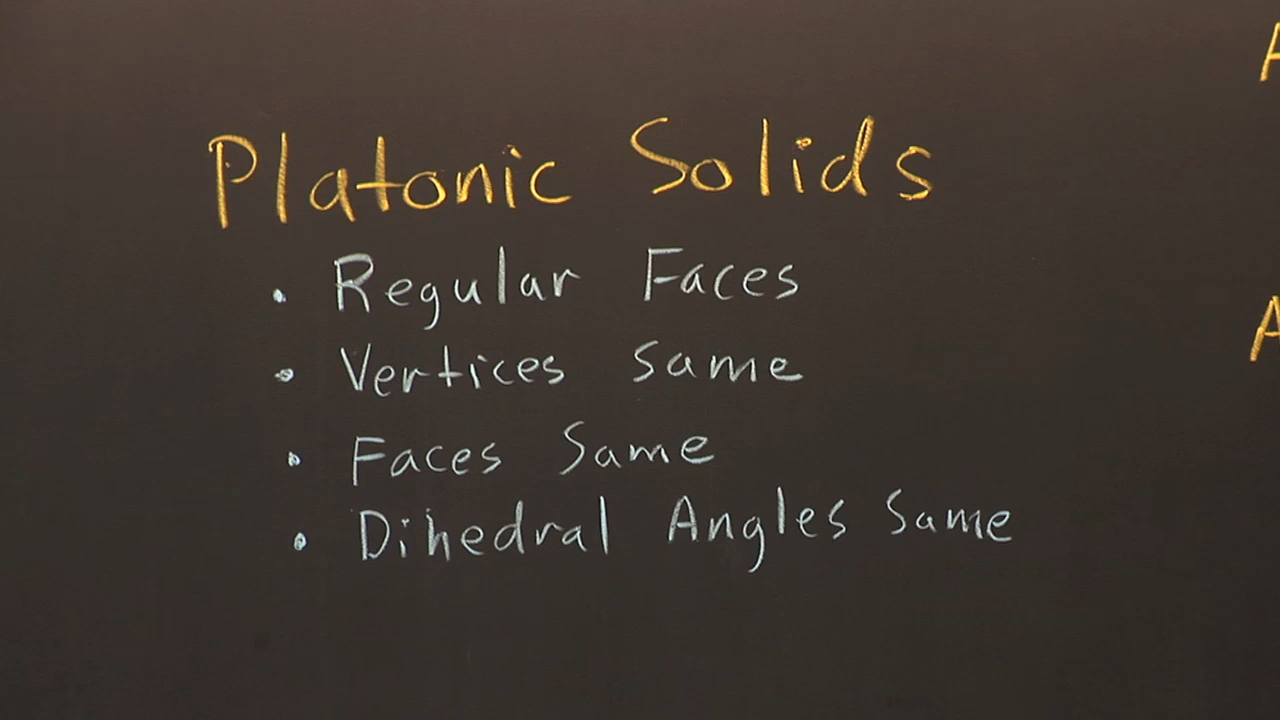 Platonic Solids
• Regular Faces
• Vertices Same
• Faces Same
• Dihedral Angles Same
A
A